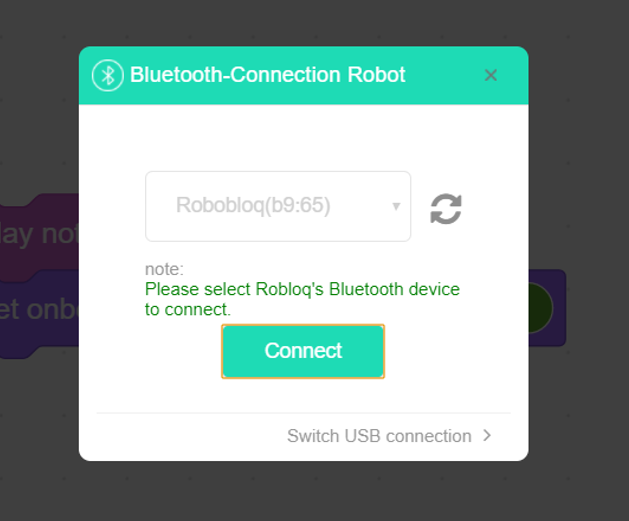 Bluetooth-Connection Robot
Robobloq(b9:65)
lay not
note:
Please select Robloq's Bluetooth device
to connect.
et onb
Connect
Switch USB connection